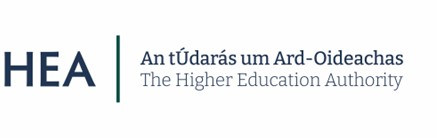 HEA
An tÚdarás um Ard-Oideachas
The Higher Education Authority